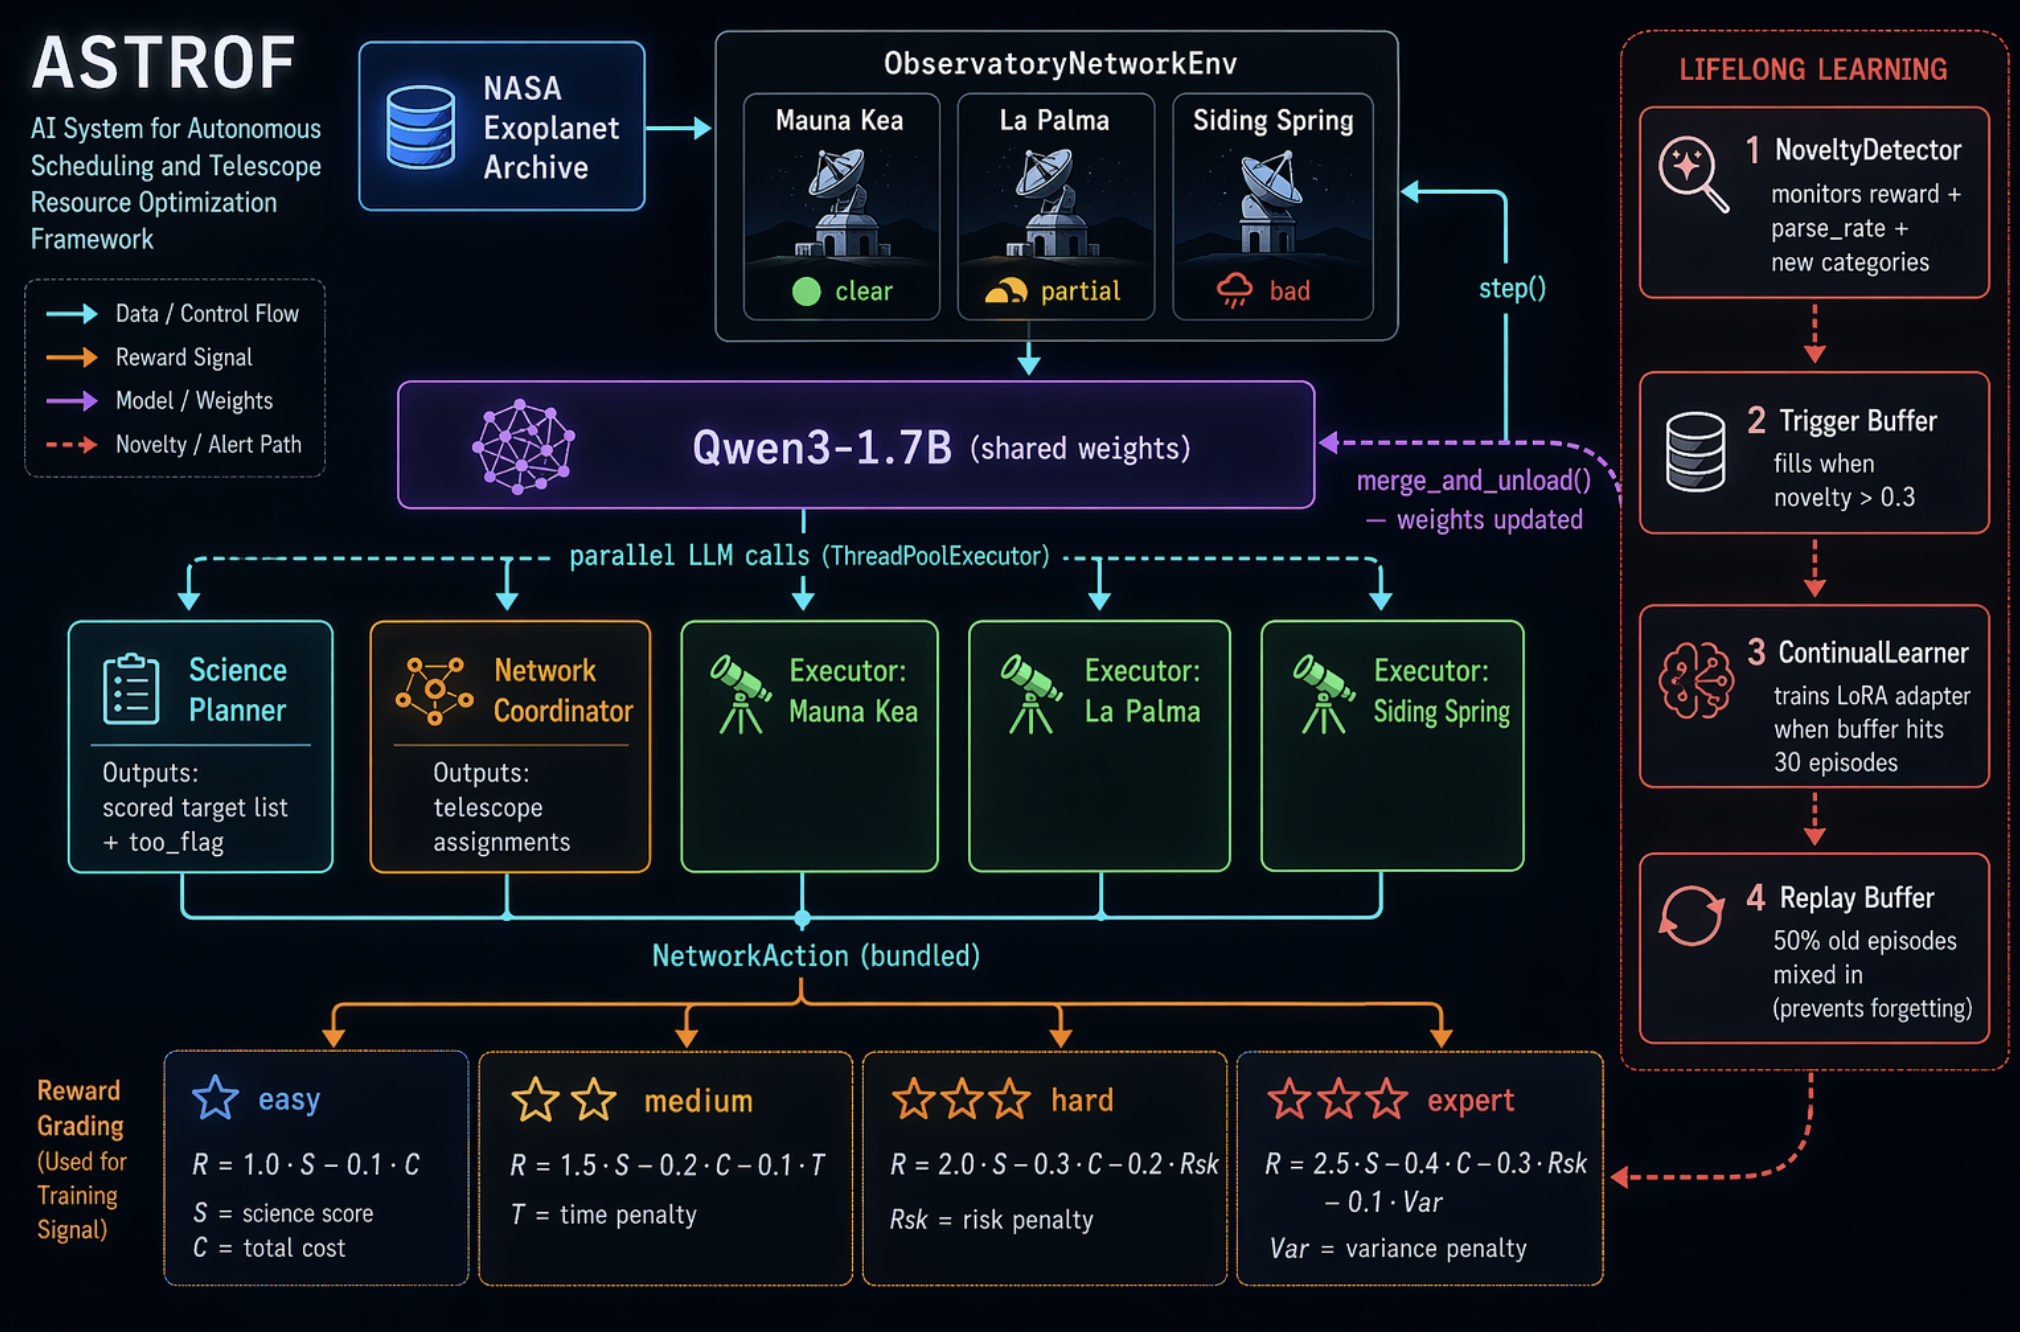 ASTROF
AI System for Autonomous
Scheduling and Telescope
Resource Optimization
Framework
Data / Control Flow
Reward Signal
Model / Weights
Novelty / Alert Path
NASA
Exoplanet
Archive
ObservatoryNetworkEnv
Mauna Kea
clear
La Palma
partial
Siding Spring
bad
step()
Qwen3-1.7B (shared weights)
merge_and_unload()
— weights updated
parallel LLM calls (ThreadPoolExecutor)
Science
Planner
Outputs:
scored target list
+ too_flag
Network
Coordinator
Outputs:
telescope
assignments
Executor:
Mauna Kea
Executor:
La Palma
Executor:
Siding Spring
NetworkAction (bundled)
Reward
Grading
(Used for
Training
Signal)
easy
R = 1.0 · S – 0.1 · C
S = science score
C = total cost
medium
R = 1.5 · S – 0.2 · C – 0.1 · T
T = time penalty
hard
R = 2.0 · S – 0.3 · C – 0.2 · Rsk
Rsk = risk penalty
expert
R = 2.5 · S – 0.4 · C – 0.3 · Rsk
– 0.1 · Var
Var = variance penalty
LIFELONG LEARNING
1 NoveltyDetector
monitors reward +
parse_rate +
new categories
2 Trigger Buffer
fills when
novelty > 0.3
3 ContinualLearner
trains LoRA adapter
when buffer hits
30 episodes
4 Replay Buffer
50% old episodes
mixed in
(prevents forgetting)